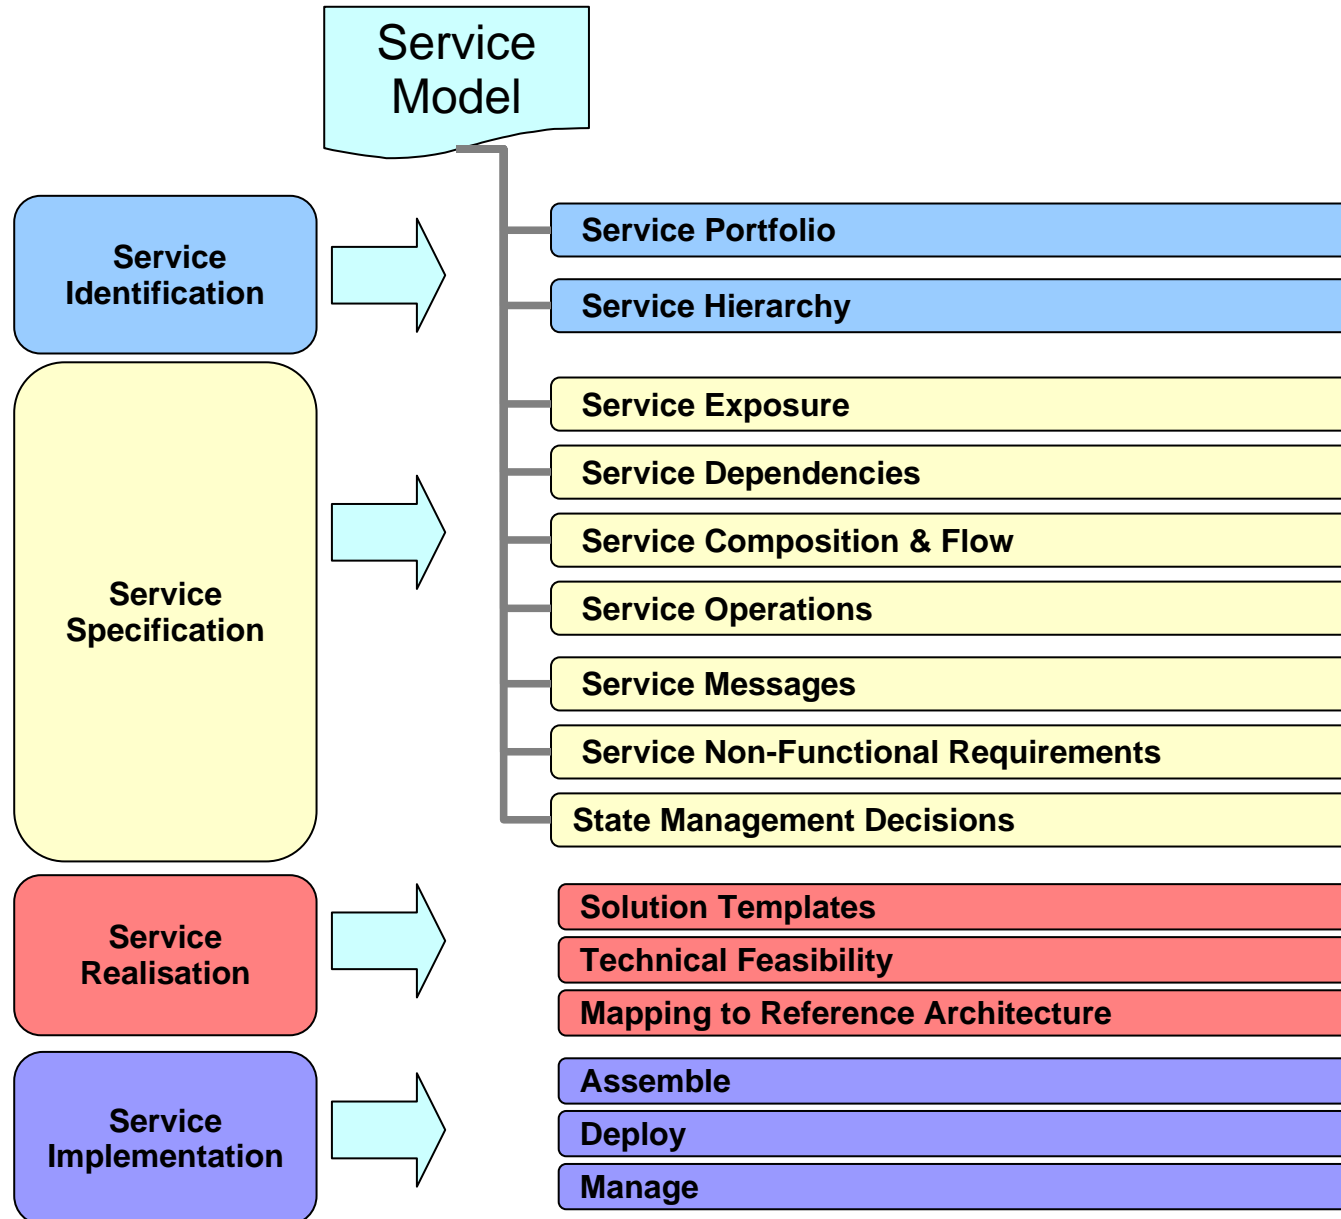 Service
Model
Service
Identification
Service Portfolio
Service Hierarchy
Service
Specification
Service Exposure
Service Dependencies
Service Composition & Flow
Service Operations
Service Messages
Service Non-Functional Requirements
State Management Decisions
Service
Realisation
Solution Templates
Technical Feasibility
Mapping to Reference Architecture
Service
Implementation
Assemble
Deploy
Manage